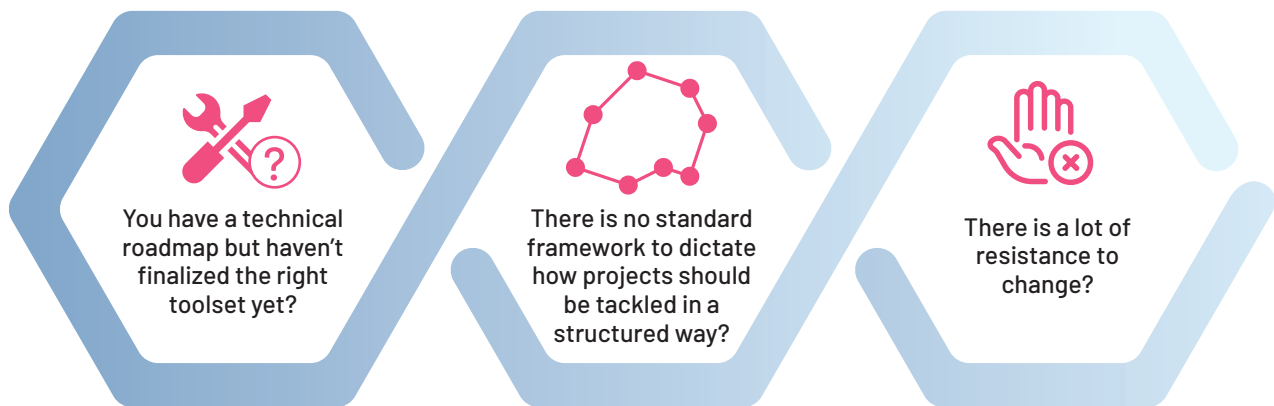 ?
You have a technical
roadmap but haven’t
finalized the right
toolset yet?
There is no standard
framework to dictate
how projects should
be tackled in a
structured way?
There is a lot of
resistance to
change?